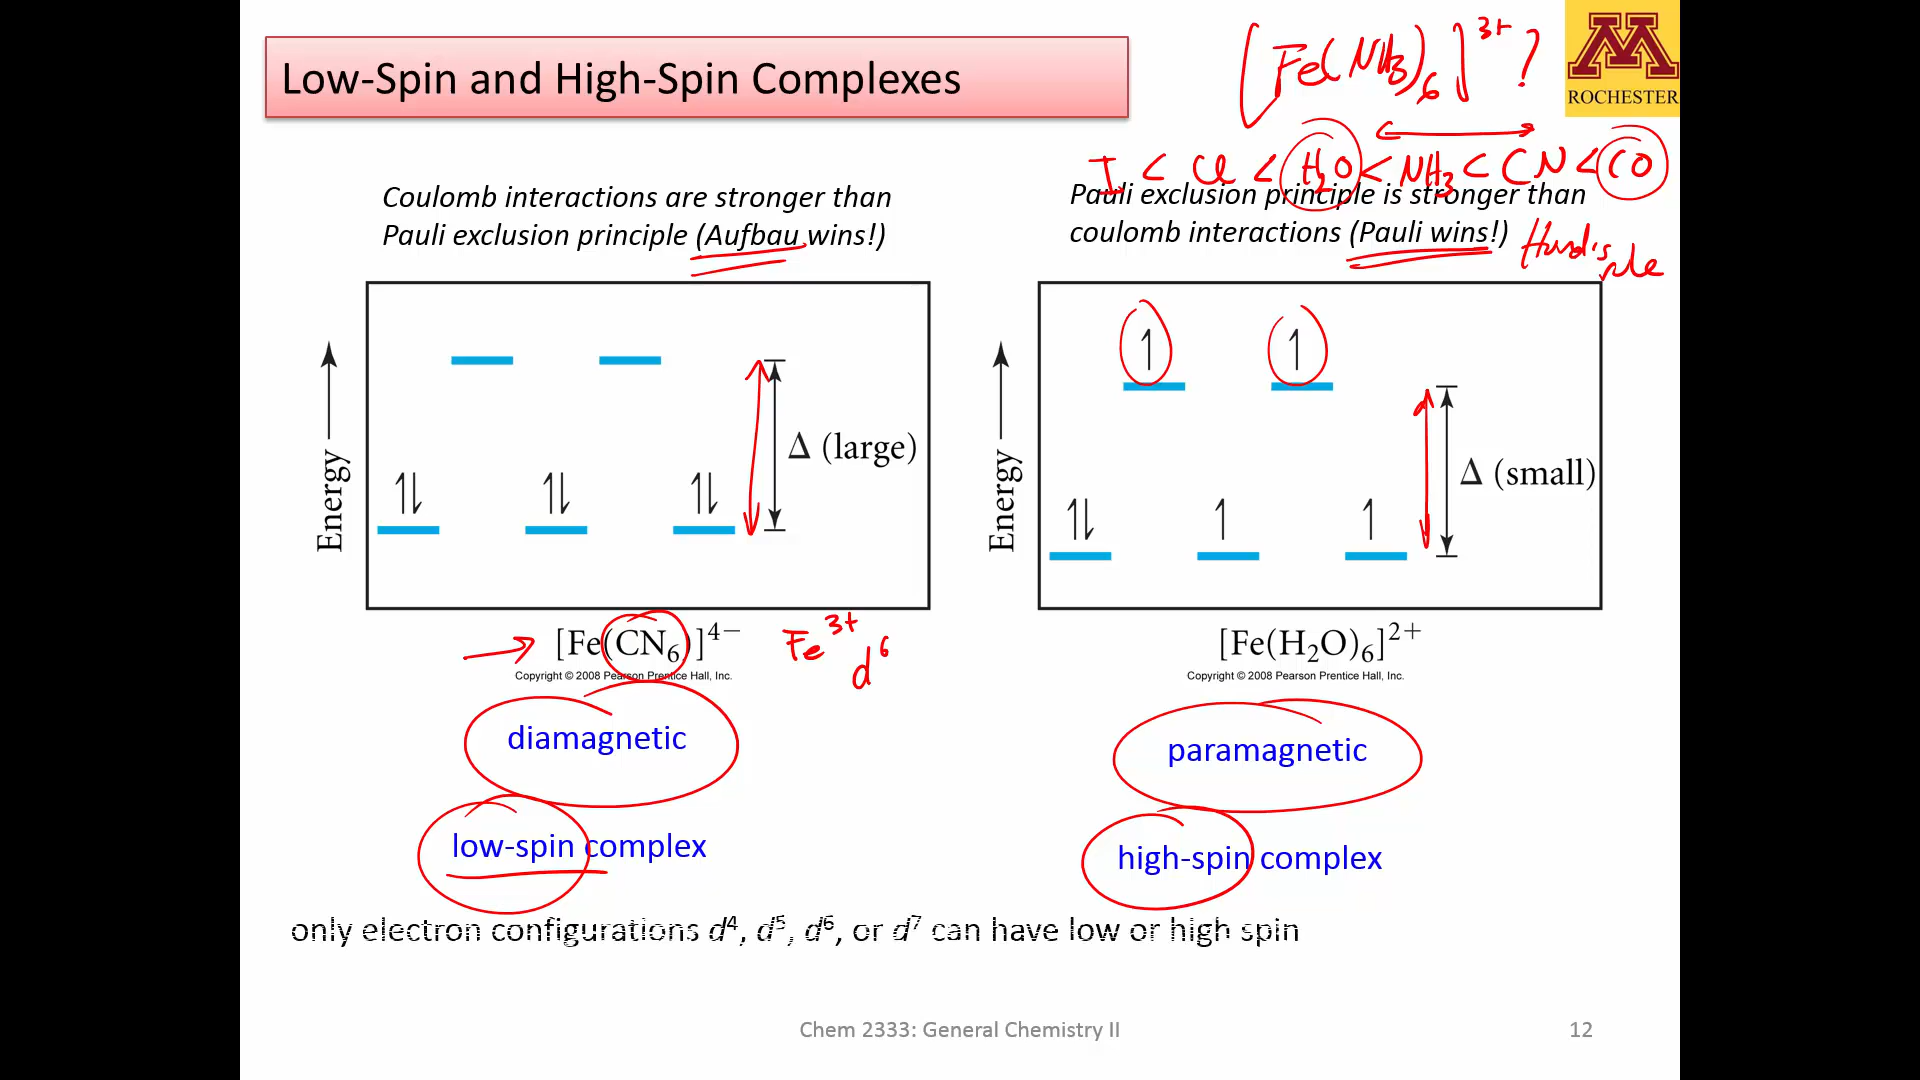 Low-Spin and High-Spin Complexes
[Fe(NH3)6]³⁺ ?
ROCHESTER
I < Cl < H2O < NH3 < CN < CO
Coulomb interactions are stronger than
Pauli exclusion principle (Aufbau wins!)
Pauli exclusion principle is stronger than
coulomb interactions (Pauli wins!)
Hund's
rule
Energy
Δ (large)
Energy
Δ (small)
[Fe(CN₆)]⁴⁻
Fe³⁺
d⁶
Copyright © 2008 Pearson Prentice Hall, Inc.
[Fe(H₂O)₆]²⁺
Copyright © 2008 Pearson Prentice Hall, Inc.
diamagnetic
paramagnetic
low-spin complex
high-spin complex
only electron configurations d⁴, d⁵, d⁶, or d⁷ can have low or high spin
Chem 2333: General Chemistry II
12